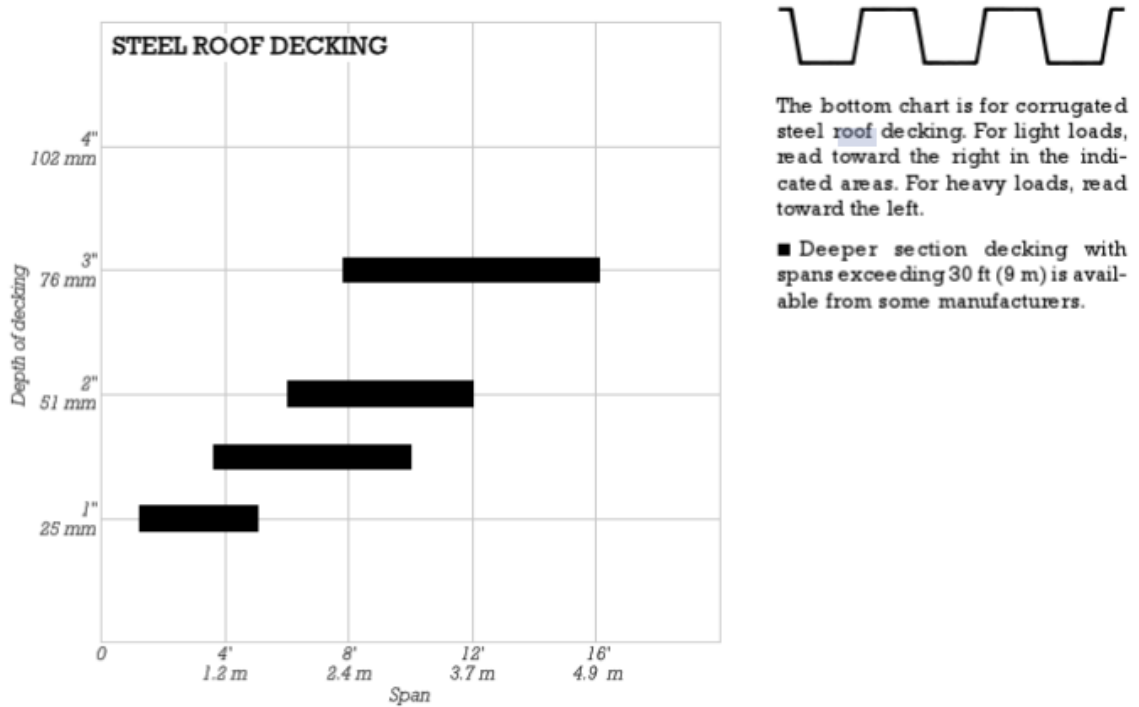 STEEL ROOF DECKING
4"
102 mm
3"
76 mm
2"
51 mm
1"
25 mm
Depth of decking
0
4'
8'
12'
16'
1.2 m
2.4 m
3.7 m
4.9 m
Span
The bottom chart is for corrugated
steel roof decking. For light loads,
read toward the right in the indi-
cated areas. For heavy loads, read
toward the left.
■ Deeper section decking with
spans exceeding 30 ft (9 m) is avail-
able from some manufacturers.